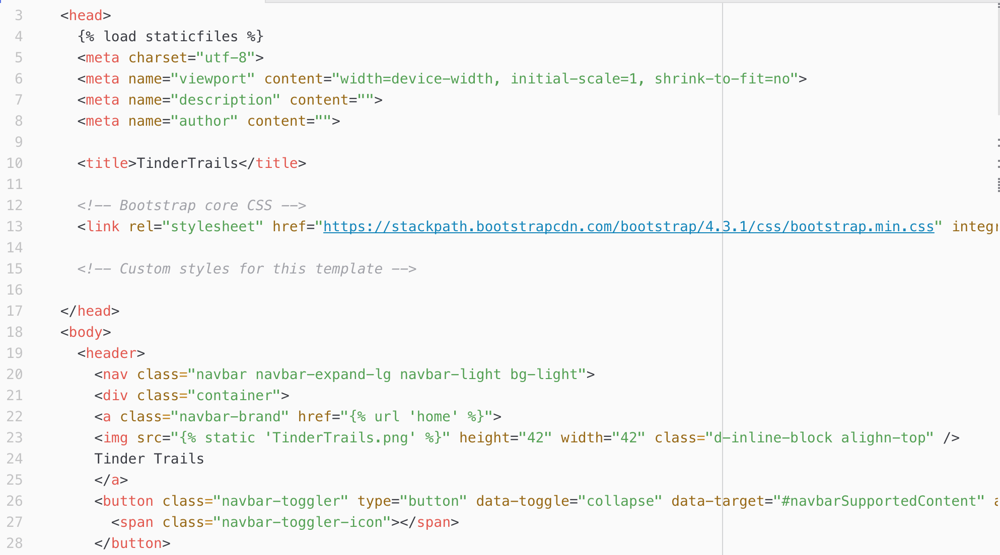 3 <head>
4 {% load staticfiles %}
5 <meta charset="utf-8">
6 <meta name="viewport" content="width=device-width, initial-scale=1, shrink-to-fit=no">
7 <meta name="description" content="">
8 <meta name="author" content="">
9
10 <title>TinderTrails</title>
11
12 <!-- Bootstrap core CSS -->
13 <link rel="stylesheet" href="https://stackpath.bootstrapcdn.com/bootstrap/4.3.1/css/bootstrap.min.css" integr
14
15 <!-- Custom styles for this template -->
16
17 </head>
18 <body>
19 <header>
20 <nav class="navbar navbar-expand-lg navbar-light bg-light">
21 <div class="container">
22 <a class="navbar-brand" href="{% url 'home' %}">
23 <img src="{% static 'TinderTrails.png' %}" height="42" width="42" class="d-inline-block alighn-top" />
24 Tinder Trails
25 </a>
26 <button class="navbar-toggler" type="button" data-toggle="collapse" data-target="#navbarSupportedContent"
27 <span class="navbar-toggler-icon"></span>
28 </button>